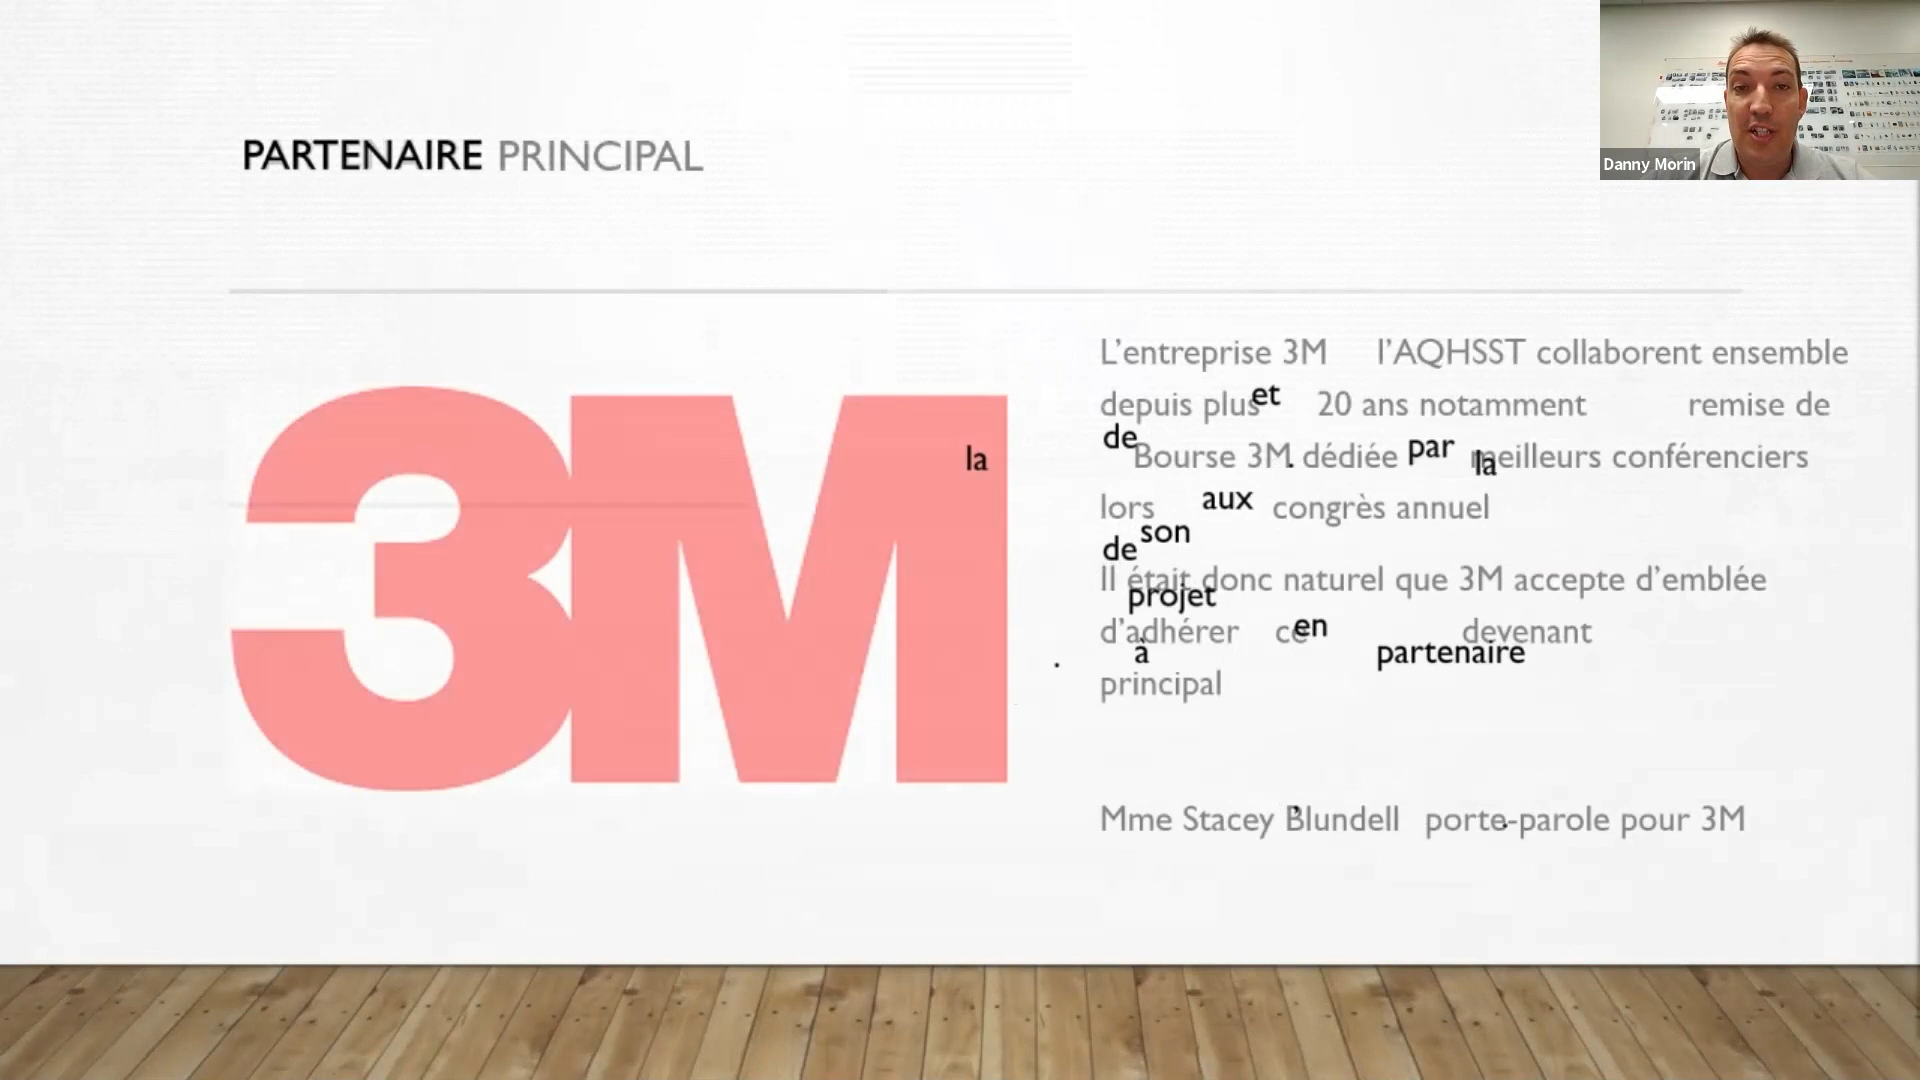 Danny Morin
PARTENAIRE PRINCIPAL
3M
L'entreprise 3M et l'AQHSST collaborent ensemble
depuis plus de 20 ans notamment par la remise de
la Bourse 3M dédiée aux meilleurs conférenciers
lors de son congrès annuel.
Il était donc naturel que 3M accepte d'emblée
d'adhérer à ce projet en devenant partenaire
principal.
Mme Stacey Blundell, porte-parole pour 3M.